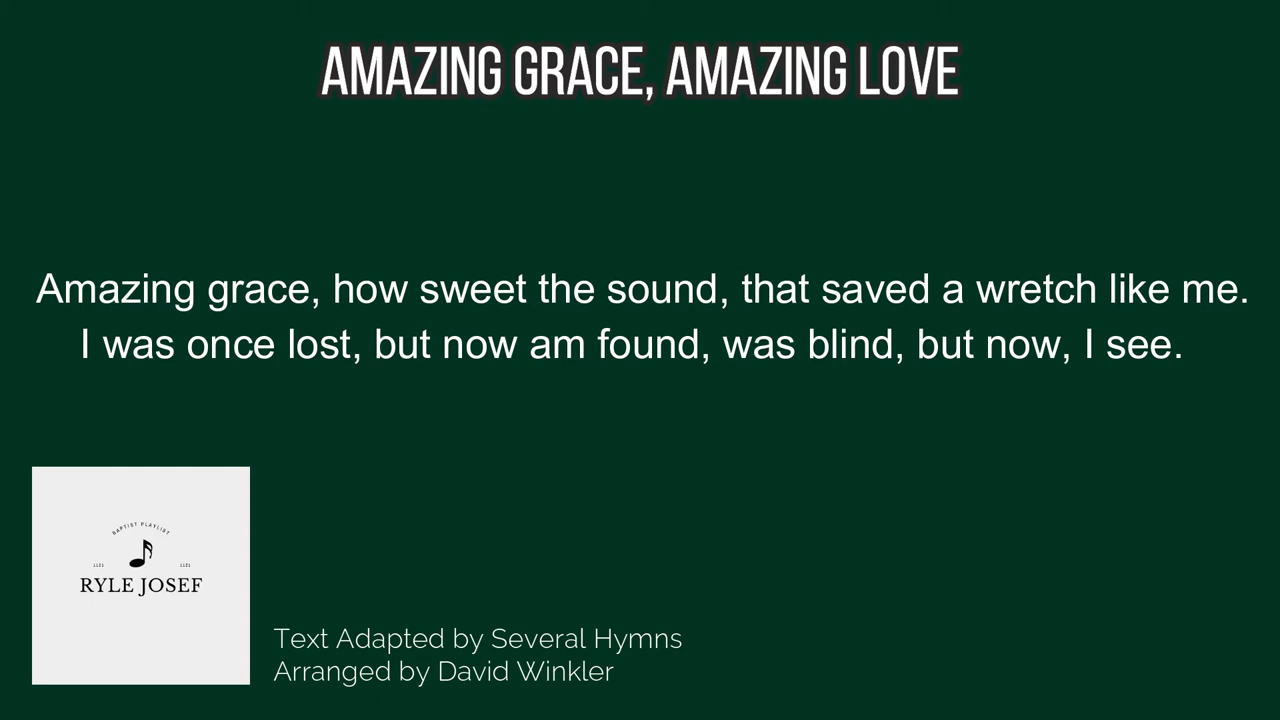 AMAZING GRACE, AMAZING LOVE
Amazing grace, how sweet the sound, that saved a wretch like me.
I was once lost, but now am found, was blind, but now, I see.
BAPTIST PLAYLIST
1121 1121
RYLE JOSEF
Text Adapted by Several Hymns
Arranged by David Winkler